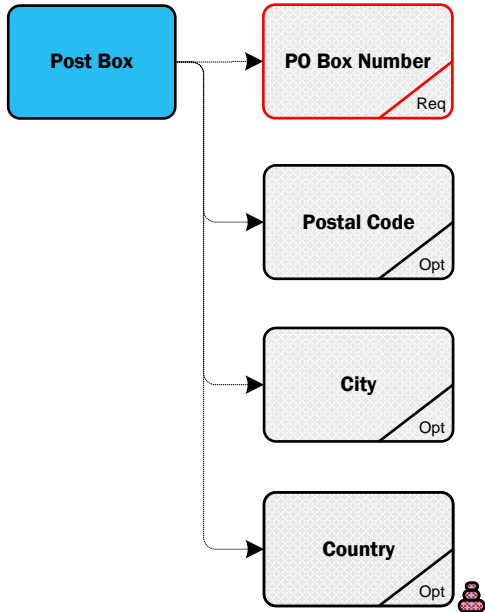 Post Box
PO Box Number
Req
Postal Code
Opt
City
Opt
Country
Opt